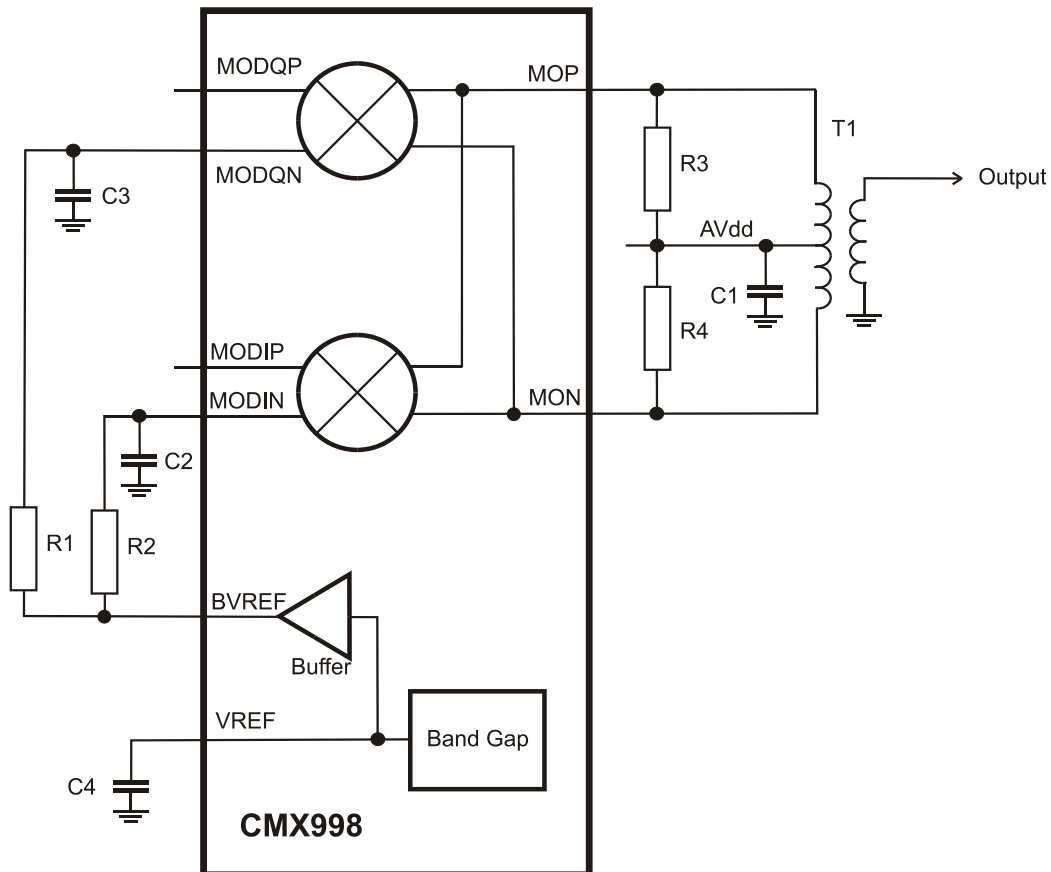 MODQP
MOP
T1
R3
Output
MODQN
C3
AVdd
C1
R4
MODIP
MODIN
MON
C2
R1
R2
BVREF
Buffer
VREF
Band Gap
C4
CMX998